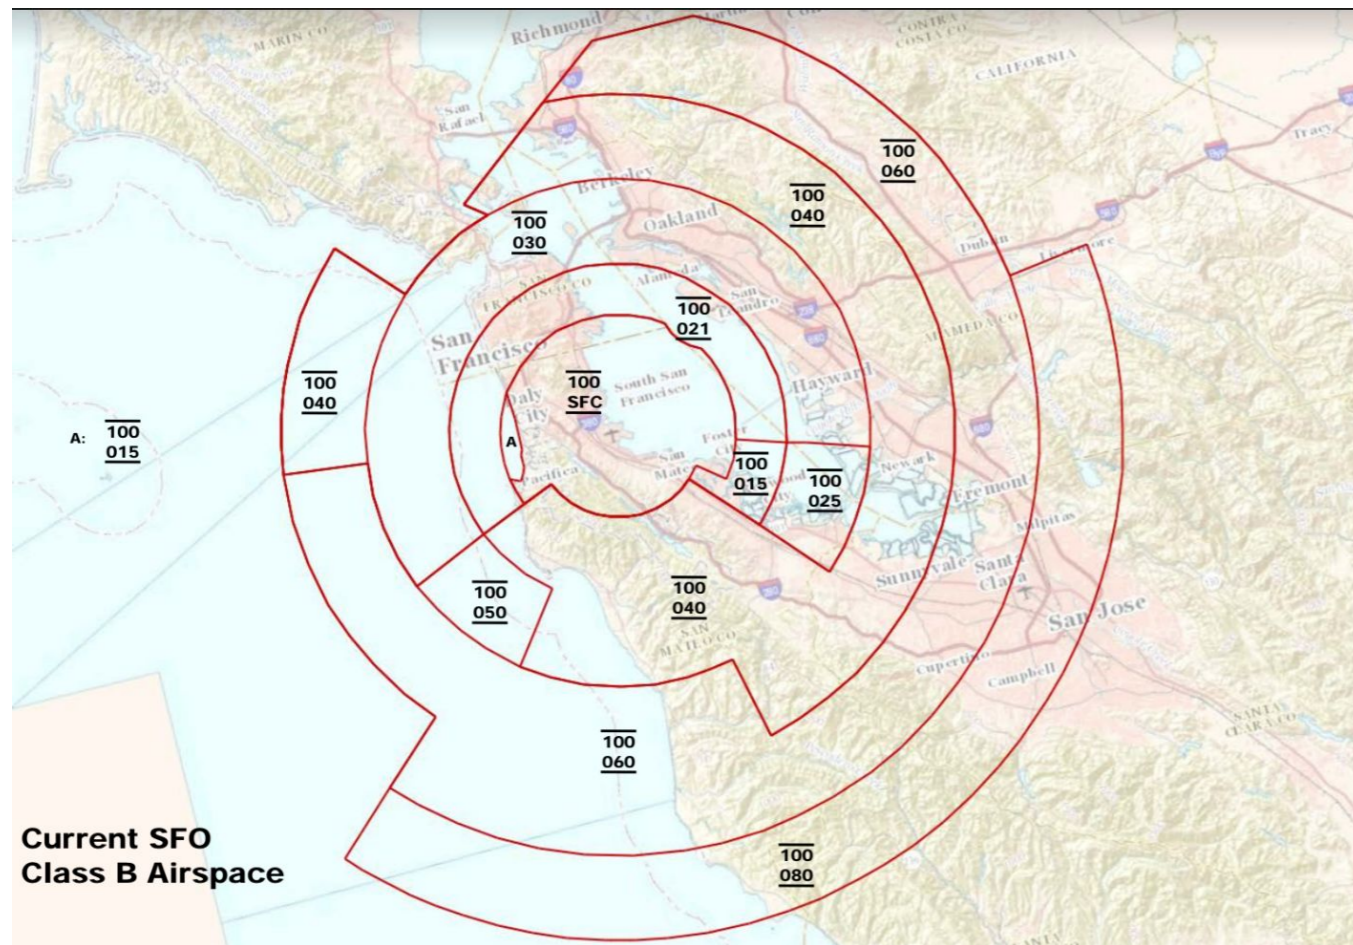 Richmond
MARIN CO
CONTRA
COSTA CO
CALIFORNIA
San
Rafael
Tracy
100
060
100
040
Berkeley
100
030
Oakland
Dublin
Livermore
Alameda
SAN
FRANCISCO CO
San
Leandro
100
021
ALAMEDA CO
San
Francisco
Hayward
100
040
100
SFC
South San
Francisco
Daly
City
A:
100
015
A
Foster
City
San
Mateo
Pacifica
100
015
100
025
Newark
Fremont
Milpitas
Sunnyvale
Santa
Clara
100
050
100
040
SAN
MATEO CO
San Jose
Cupertino
Campbell
SANTA
CLARA CO
100
060
Current SFO
Class B Airspace
100
080